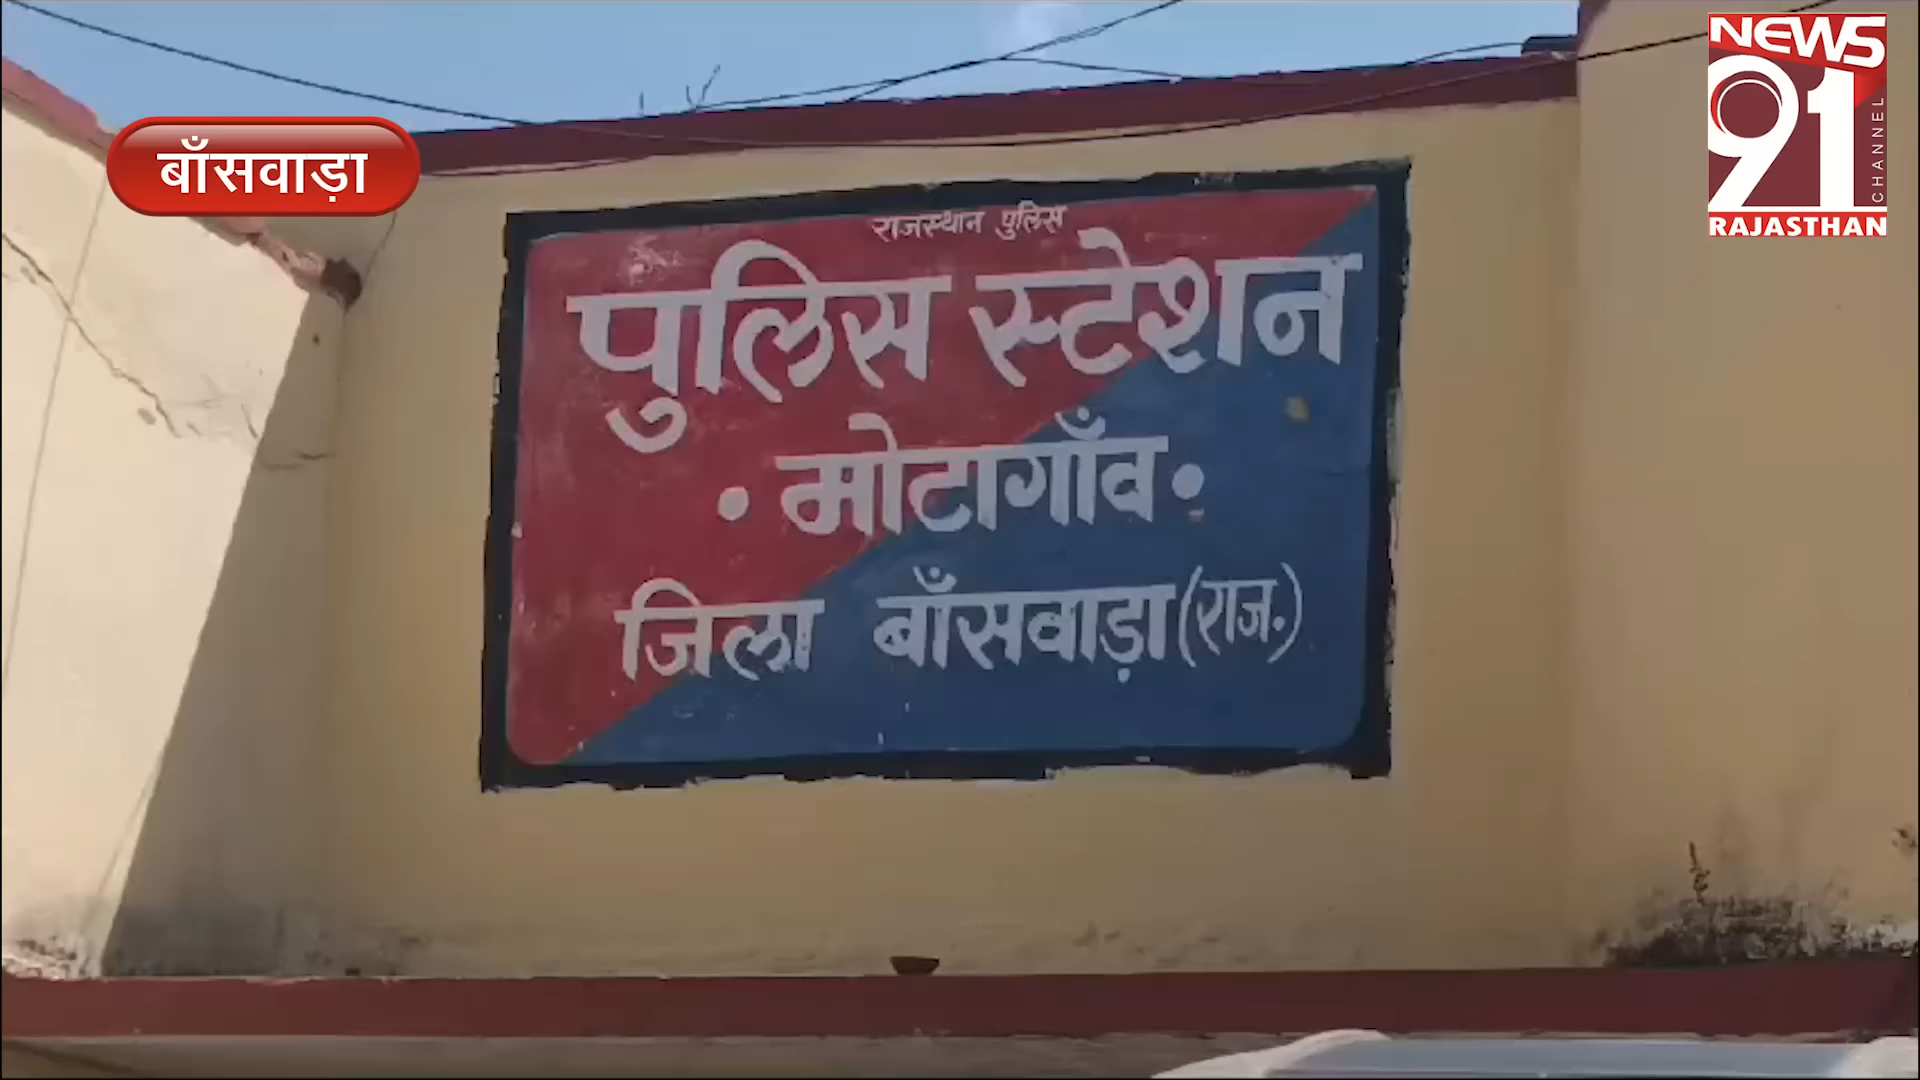 बाँसवाड़ा
NEWS
91
CHANNEL
RAJASTHAN
राजस्थान पुलिस
पुलिस स्टेशन
• मोटागाँव •
जिला बाँसवाड़ा (राज.)